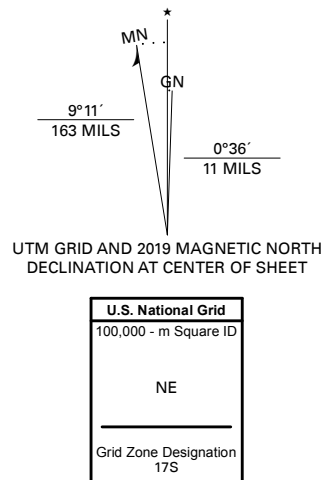 ★
MN
GN
9°11´
163 MILS
0°36´
11 MILS
UTM GRID AND 2019 MAGNETIC NORTH
DECLINATION AT CENTER OF SHEET
U.S. National Grid
100,000 - m Square ID
NE
Grid Zone Designation
17S